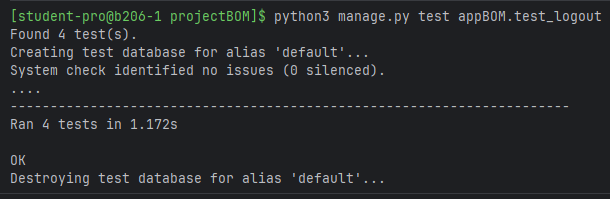 [student-pro@b206-1 projectBOM]$ python3 manage.py test appBOM.test_logout
Found 4 test(s).
Creating test database for alias 'default'...
System check identified no issues (0 silenced).
....
----------------------------------------------------------------------
Ran 4 tests in 1.172s
OK
Destroying test database for alias 'default'...